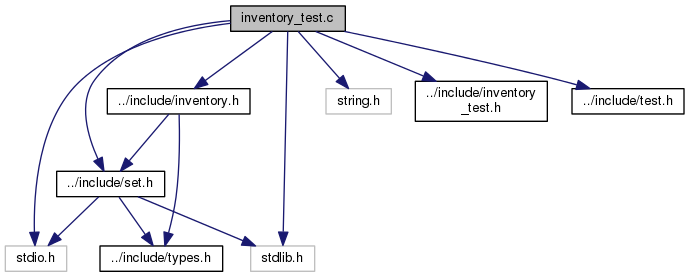 inventory_test.c
../include/inventory.h
string.h
../include/inventory
_test.h
../include/test.h
../include/set.h
stdio.h
../include/types.h
stdlib.h